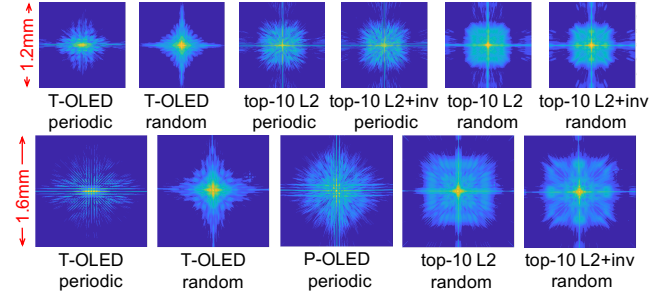 1.2mm
T-OLED T-OLED top-10 L2 top-10 L2+inv top-10 L2 top-10 L2+inv
periodic random periodic periodic random random
1.6mm
T-OLED T-OLED P-OLED top-10 L2 top-10 L2+inv
periodic random periodic random random